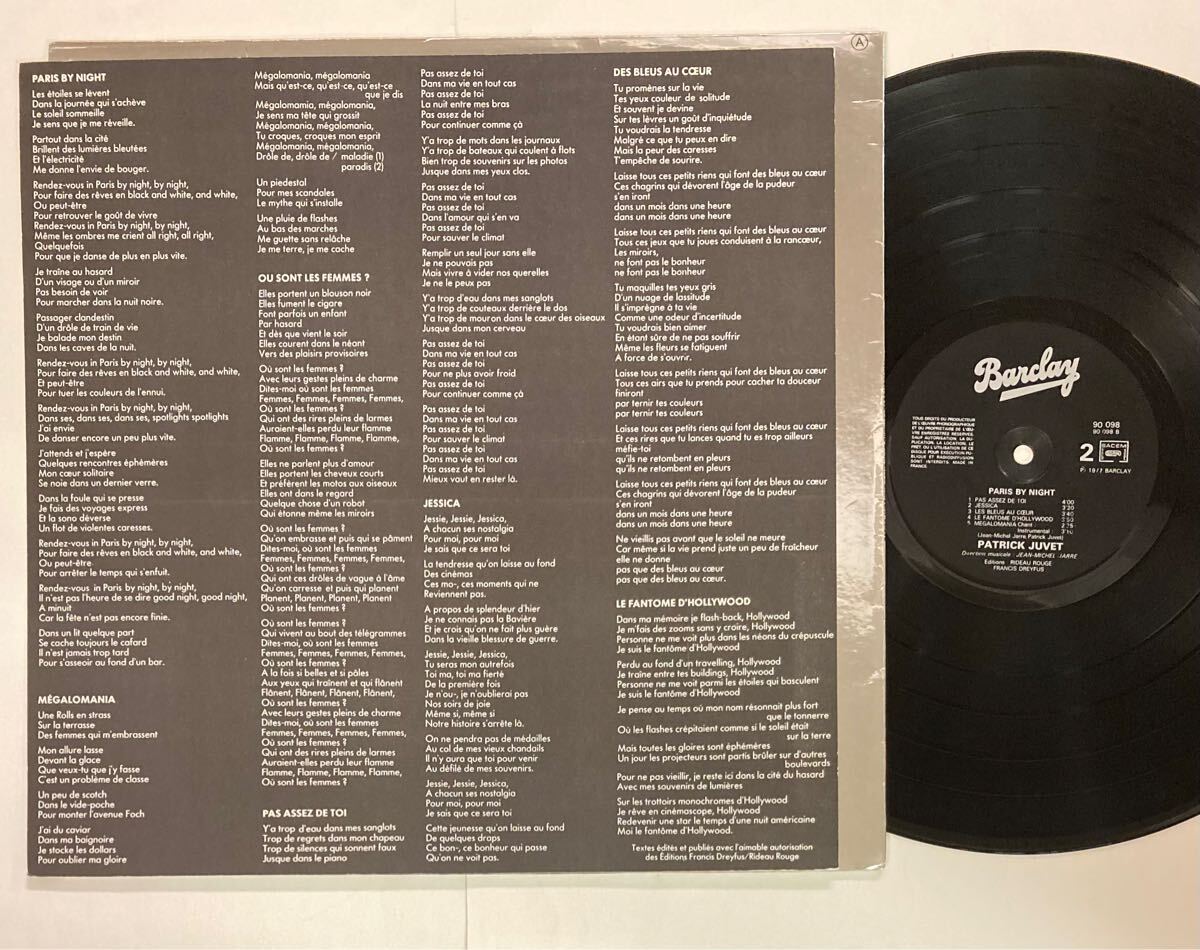 PARIS BY NIGHT
Les étoiles se lèvent
Dans la journée qui s'achève
Le soleil sommeille
Je sens que je me réveille.
Partout dans la cité
Brillent des lumières bleutées
Et l'électricité
Me donne l'envie de bouger.
Rendez-vous in Paris by night, by night,
Pour faire des rêves en black and white, and white,
Ou peut-être
Pour retrouver le goût de vivre
Rendez-vous in Paris by night, by night,
Même les ombres me crient all right, all right,
Quelquefois
Pour que je danse de plus en plus vite.
Je traîne au hasard
D'un visage ou d'un miroir
Pas besoin de voir
Pour marcher dans la nuit noire.
Passager clandestin
D'un drôle de train de vie
Je balade mon destin
Dans les caves de la nuit.
Rendez-vous in Paris by night, by night,
Pour faire des rêves en black and white, and white,
Et peut-être
Pour tuer les couleurs de l'ennui.
Rendez-vous in Paris by night, by night,
Dans ses, dans ses, dans ses, spotlights spotlights
J'ai envie
De danser encore un peu plus vite.
J'attends et j'espère
Quelques rencontres éphémères
Mon cœur solitaire
Se noie dans un dernier verre.
Dans la foule qui se presse
Je fais des voyages express
Et la sono déverse
Un flot de violentes caresses.
Rendez-vous in Paris by night, by night,
Pour faire des rêves en black and white, and white,
Ou peut-être
Pour arrêter le temps qui s'enfuit.
Rendez-vous in Paris by night, by night,
Il n'est pas l'heure de se dire good night, good night,
A minuit
Car la fête n'est pas encore finie.
Dans un lit quelque part
Se cache toujours le cafard
Il n'est jamais trop tard
Pour s'asseoir au fond d'un bar.
MÉGALOMANIA
Une Rolls en strass
Sur la terrasse
Des femmes qui m'embrassent
Mon allure lasse
Devant la glace
Que veux-tu que j'y fasse
C'est un problème de classe
Un peu de scotch
Dans le vide-poche
Pour monter l'avenue Foch
J'ai du caviar
Dans ma baignoire
Je stocke les dollars
Pour oublier ma gloire
Mégalomania, mégalomania
Mais qu'est-ce, qu'est-ce, qu'est-ce
que je dis
Mégalomania, mégalomania,
Je sens ma tête qui grossit
Mégalomania, mégalomania,
Tu croques, croques mon esprit
Mégalomania, mégalomania,
Drôle de, drôle de / maladie (1)
paradis (2)
Un piedestal
Pour mes scandales
Le mythe qui s'installe
Une pluie de flashes
Au bas des marches
Me guette sans relâche
Je me terre, je me cache
OU SONT LES FEMMES ?
Elles portent un blouson noir
Elles fument le cigare
Font parfois un enfant
Par hasard
Et dès que vient le soir
Elles courent dans le néant
Vers des plaisirs provisoires
Où sont les femmes ?
Avec leurs gestes pleins de charme
Dites-moi où sont les femmes
Femmes, Femmes, Femmes, Femmes,
Où sont les femmes ?
Qui ont des rires pleins de larmes
Auraient-elles perdu leur flamme
Flamme, Flamme, Flamme, Flamme,
Où sont les femmes ?
Elles ne parlent plus d'amour
Elles portent les cheveux courts
Et préfèrent les motos aux oiseaux
Elles ont dans le regard
Quelque chose d'un robot
Qui étonne même les miroirs
Où sont les femmes ?
Qu'on embrasse et puis qui se pâment
Dites-moi, où sont les femmes
Femmes, Femmes, Femmes, Femmes,
Où sont les femmes ?
Qui ont ces drôles de vague à l'âme
Qu'on caresse et puis qui planent
Planent, Planent, Planent, Planent
Où sont les femmes ?
Où sont les femmes ?
Qui vivent au bout des télégrammes
Dites-moi, où sont les femmes
Femmes, Femmes, Femmes, Femmes,
Où sont les femmes ?
A la fois si belles et si pâles
Aux yeux qui traînent et qui flânent
Flânent, Flânent, Flânent, Flânent,
Où sont les femmes ?
Avec leurs gestes pleins de charme
Dites-moi, où sont les femmes
Femmes, Femmes, Femmes, Femmes,
Où sont les femmes ?
Qui ont des rires pleins de larmes
Auraient-elles perdu leur flamme
Flamme, Flamme, Flamme, Flamme,
Où sont les femmes ?
PAS ASSEZ DE TOI
Y'a trop d'eau dans mes sanglots
Trop de regrets dans mon chapeau
Trop de silences qui sonnent faux
Jusque dans le piano
Pas assez de toi
Dans ma vie en tout cas
Pas assez de toi
La nuit entre mes bras
Pas assez de toi
Pour continuer comme çà
Y'a trop de mots dans les journaux
Y'a trop de bateaux qui coulent à flots
Bien trop de souvenirs sur les photos
Jusque dans mes yeux clos.
Pas assez de toi
Dans ma vie en tout cas
Pas assez de toi
Dans l'amour qui s'en va
Pas assez de toi
Pour sauver le climat
Remplir un seul jour sans elle
Je ne pouvais pas
Mais vivre à vider nos querelles
Je ne le peux pas
Y'a trop d'eau dans mes sanglots
Y'a trop de couteaux derrière le dos
Y'a trop de mouron dans le cœur des oiseaux
Jusque dans mon cerveau
Pas assez de toi
Dans ma vie en tout cas
Pas assez de toi
Pour ne plus avoir froid
Pas assez de toi
Pour continuer comme çà
Pas assez de toi
Dans ma vie en tout cas
Pas assez de toi
Pour sauver le climat
Pas assez de toi
Dans ma vie en tout cas
Pas assez de toi
Mieux vaut en rester là.
JESSICA
Jessie, Jessie, Jessica,
A chacun ses nostalgia
Pour moi, pour moi
Je sais que ce sera toi
La tendresse qu'on laisse au fond
Des cinémas
Ces mo-, ces moments qui ne
Reviennent pas.
A propos de splendeur d'hier
Je ne connais pas la Bavière
Et je crois qu'on ne fait plus guère
Dans la vieille blessure de guerre.
Jessie, Jessie, Jessica,
Tu seras mon autrefois
Toi ma, toi ma fierté
De la première fois
Je n'ou-, je n'oublierai pas
Nos soirs de joie
Même si, même si
Notre histoire s'arrête là.
On ne pendra pas de médailles
Au col de mes vieux chandails
Il n'y aura que toi pour venir
Au défilé de mes souvenirs.
Jessie, Jessie, Jessica,
A chacun ses nostalgia
Pour moi, pour moi
Je sais que ce sera toi
Cette jeunesse qu'on laisse au fond
De quelques draps
Ce bon-, ce bonheur qui passe
Qu'on ne voit pas.
DES BLEUS AU CŒUR
Tu promènes sur la vie
Tes yeux couleur de solitude
Et souvent je devine
Sur tes lèvres un goût d'inquiétude
Tu voudrais la tendresse
Malgré ce que tu peux en dire
Mais la peur des caresses
T'empêche de sourire.
Laisse tous ces petits riens qui font des bleus au cœur
Ces chagrins qui dévorent l'âge de la pudeur
s'en iront
dans un mois dans une heure
dans un mois dans une heure
Laisse tous ces petits riens qui font des bleus au cœur
Tous ces jeux que tu joues conduisent à la rancœur,
Les miroirs,
ne font pas le bonheur
ne font pas le bonheur
Tu maquilles tes yeux gris
D'un nuage de lassitude
Il s'imprègne à ta vie
Comme une odeur d'incertitude
Tu voudrais bien aimer
En étant sûre de ne pas souffrir
Même les fleurs se fatiguent
A force de s'ouvrir.
Laisse tous ces petits riens qui font des bleus au cœur
Tous ces airs que tu prends pour cacher ta douceur
finiront
par ternir tes couleurs
par ternir tes couleurs
Laisse tous ces petits riens qui font des bleus au cœur
Et ces rires que tu lances quand tu es trop ailleurs
méfie-toi
qu'ils ne retombent en pleurs
qu'ils ne retombent en pleurs
Laisse tous ces petits riens qui font des bleus au cœur
Ces chagrins qui dévorent l'âge de la pudeur
s'en iront
dans un mois dans une heure
dans un mois dans une heure
Ne vieillis pas avant que le soleil ne meure
Car même si la vie prend juste un peu de fraîcheur
elle ne donne
pas que des bleus au cœur
pas que des bleus au cœur.
LE FANTOME D'HOLLYWOOD
Dans ma mémoire je flash-back, Hollywood
Je m'fais des zooms sans y croire, Hollywood
Personne ne me voit plus dans les néons du crépuscule
Je suis le fantôme d'Hollywood
Perdu au fond d'un travelling, Hollywood
Je traîne entre tes buildings, Hollywood
Personne ne me voit parmi les étoiles qui basculent
Je suis le fantôme d'Hollywood
Je pense au temps où mon nom résonnait plus fort
que le tonnerre
Où les flashes crépitaient comme si le soleil était
sur la terre
Mais toutes les gloires sont éphémères
Un jour les projecteurs sont partis brûler sur d'autres
boulevards
Pour ne pas vieillir, je reste ici dans la cité du hasard
Avec mes souvenirs de lumières
Sur les trottoirs monochromes d'Hollywood
Je rêve en cinémascope, Hollywood
Redevenir une star le temps d'une nuit américaine
Moi le fantôme d'Hollywood.
Textes édités et publiés avec l'aimable autorisation
des Éditions Francis Dreyfus/Rideau Rouge
A
Barclay
TOUS DROITS DU PRODUCTEUR
DE L'ŒUVRE PHONOGRAPHIQUE
ET DU PROPRIETAIRE DE L'ŒU-
VRE ENREGISTREE RESERVES.
SAUF AUTORISATION LA DU-
PLICATION, LA LOCATION, LE
PRET, OU L'UTILISATION DE CE
DISQUE POUR EXECUTION PU-
BLIQUE ET RADIODIFFUSION
SONT INTERDITS. MADE IN
FRANCE
90 098
90 098 B
2
SACEM
℗ 1977 BARCLAY
PARIS BY NIGHT
1 PAS ASSEZ DE TOI 4'00
2 JESSICA 3'20
3 LES BLEUS AU CŒUR 3'40
4 LE FANTOME D'HOLLYWOOD 3'50
5 MEGALOMANIA Chant : 2'25
Instrumental : 3'10
(Jean-Michel Jarre, Patrick Juvet)
PATRICK JUVET
Direction musicale : JEAN-MICHEL JARRE
Editions RIDEAU ROUGE
FRANCIS DREYFUS